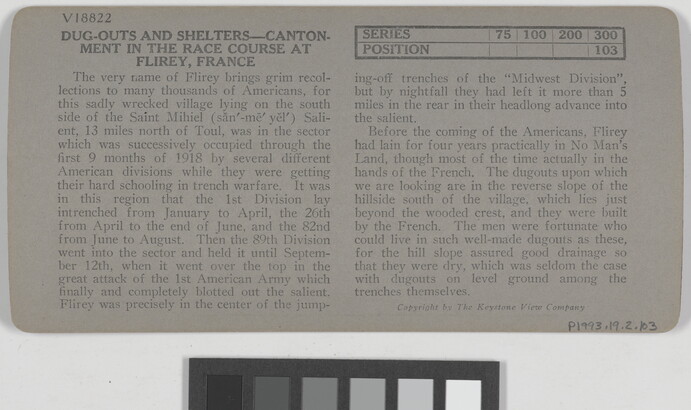 V18822
DUG-OUTS AND SHELTERS—CANTON-
MENT IN THE RACE COURSE AT
FLIREY, FRANCE
The very name of Flirey brings grim recol-
lections to many thousands of Americans, for
this sadly wrecked village lying on the south
side of the Saint Mihiel (săn′-mē′ yĕl′) Sali-
ent, 13 miles north of Toul, was in the sector
which was successively occupied through the
first 9 months of 1918 by several different
American divisions while they were getting
their hard schooling in trench warfare. It was
in this region that the 1st Division lay
intrenched from January to April, the 26th
from April to the end of June, and the 82nd
from June to August. Then the 89th Division
went into the sector and held it until Septem-
ber 12th, when it went over the top in the
great attack of the 1st American Army which
finally and completely blotted out the salient.
Flirey was precisely in the center of the jump-
SERIES 75 100 200 300
POSITION 103
ing-off trenches of the "Midwest Division",
but by nightfall they had left it more than 5
miles in the rear in their headlong advance into
the salient.
Before the coming of the Americans, Flirey
had lain for four years practically in No Man's
Land, though most of the time actually in the
hands of the French. The dugouts upon which
we are looking are in the reverse slope of the
hillside south of the village, which lies just
beyond the wooded crest, and they were built
by the French. The men were fortunate who
could live in such well-made dugouts as these,
for the hill slope assured good drainage so
that they were dry, which was seldom the case
with dugouts on level ground among the
trenches themselves.
Copyright by The Keystone View Company
P1993.19.2.103